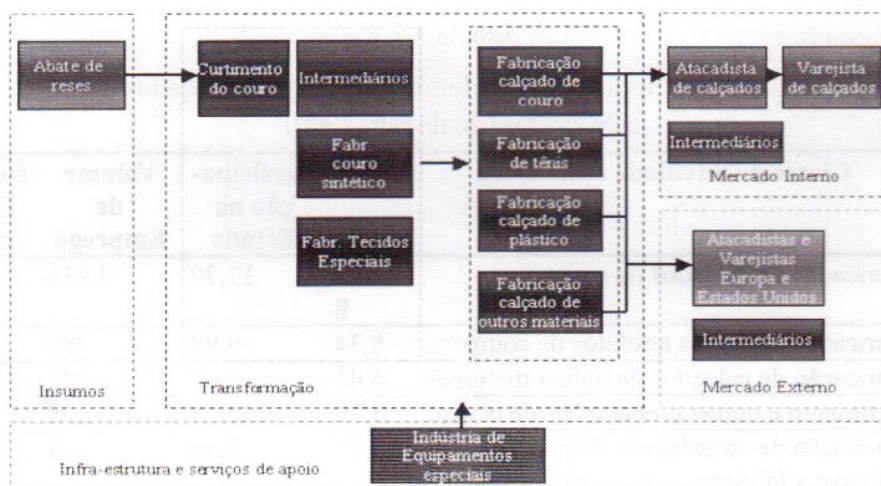 Abate de
reses
Curtimento
do couro
Intermediários
Fabr.
couro
sintético
Fabr. Tecidos
Especiais
Fabricação
calçado de
couro
Fabricação
de tênis
Fabricação
calçado de
plástico
Fabricação
calçado de
outros materiais
Atacadista
de calçados
Varejista
de calçados
Intermediários
Mercado Interno
Atacadistas e
Varejistas
Europa e
Estados Unidos
Intermediários
Mercado Externo
Insumos
Transformação
Indústria de
Equipamentos
especiais
Infra-estrutura e serviços de apoio